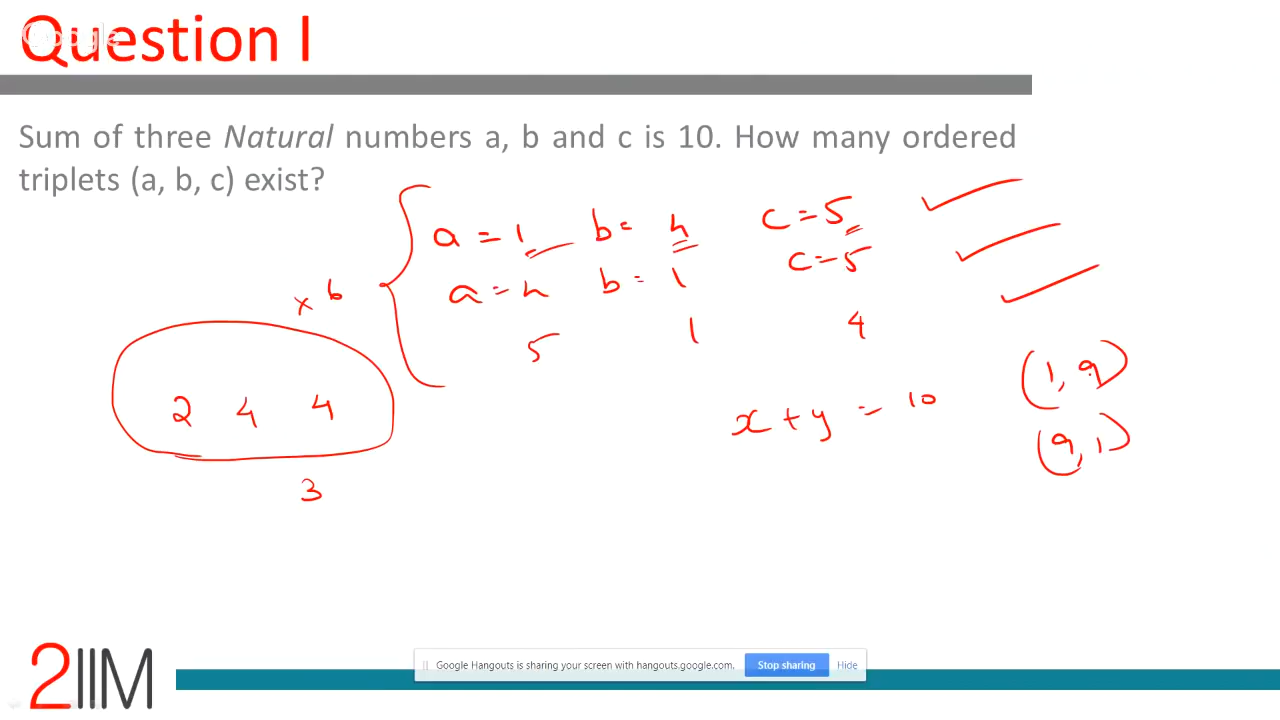 Question I
Google
Sum of three Natural numbers a, b and c is 10. How many ordered
triplets (a, b, c) exist?
a = 1 b = 4 c = 5
a = 4 b = 1 c = 5
x 6
5 1 4
2 4 4
x + y = 10
(1, 9)
(9, 1)
3
2IIM
Google Hangouts is sharing your screen with hangouts.google.com. Stop sharing Hide